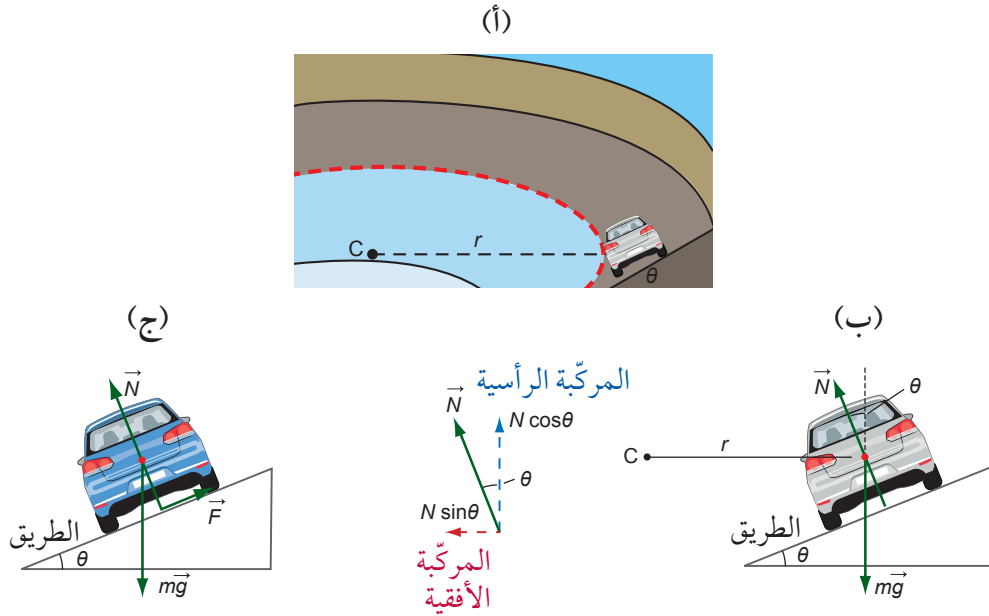 (أ)
C
r
θ
(ب)
N
θ
C
r
الطريق
θ
mg
المركّبة الرأسية
N
N cosθ
θ
N sinθ
المركّبة
الأفقية
(ج)
N
F
الطريق
θ
mg